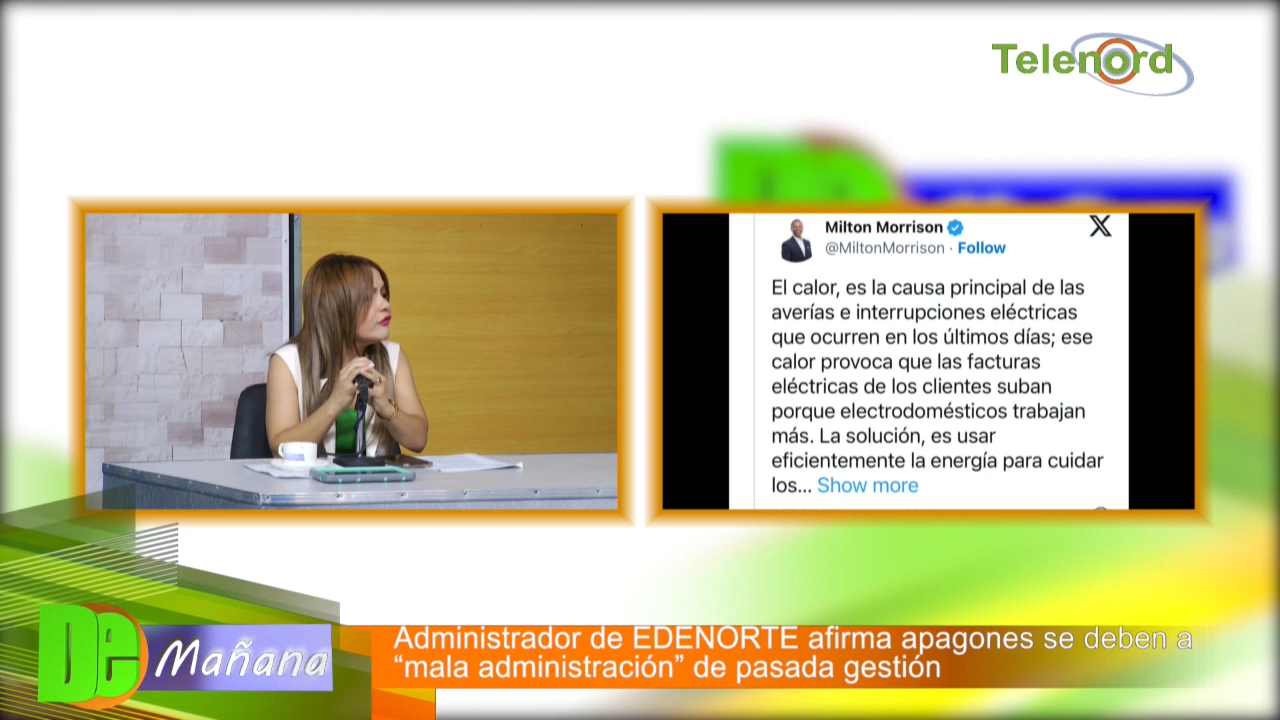 Telenord
Milton Morrison
@MiltonMorrison · Follow
El calor, es la causa principal de las
averías e interrupciones eléctricas
que ocurren en los últimos días; ese
calor provoca que las facturas
eléctricas de los clientes suban
porque electrodomésticos trabajan
más. La solución, es usar
eficientemente la energía para cuidar
los... Show more
De Mañana
Administrador de EDENORTE afirma apagones se deben a
“mala administración” de pasada gestión